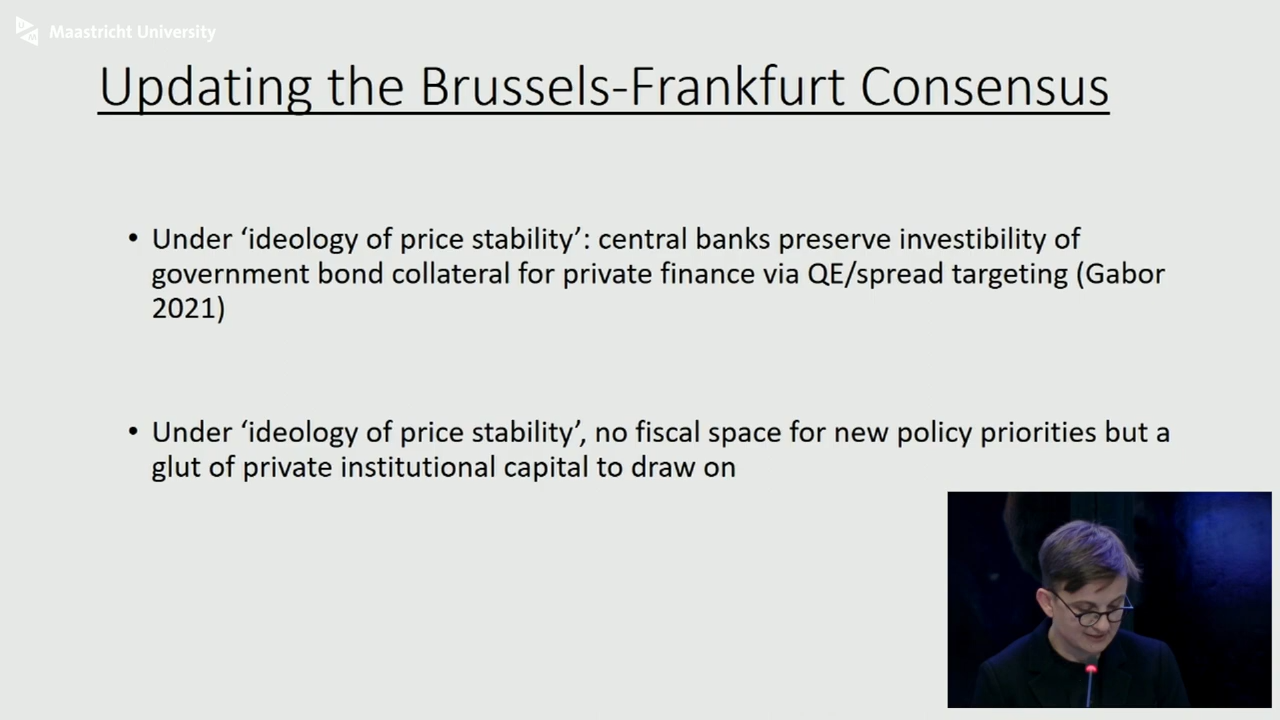 Maastricht University
Updating the Brussels-Frankfurt Consensus
• Under ‘ideology of price stability’: central banks preserve investibility of
government bond collateral for private finance via QE/spread targeting (Gabor
2021)
• Under ‘ideology of price stability’, no fiscal space for new policy priorities but a
glut of private institutional capital to draw on